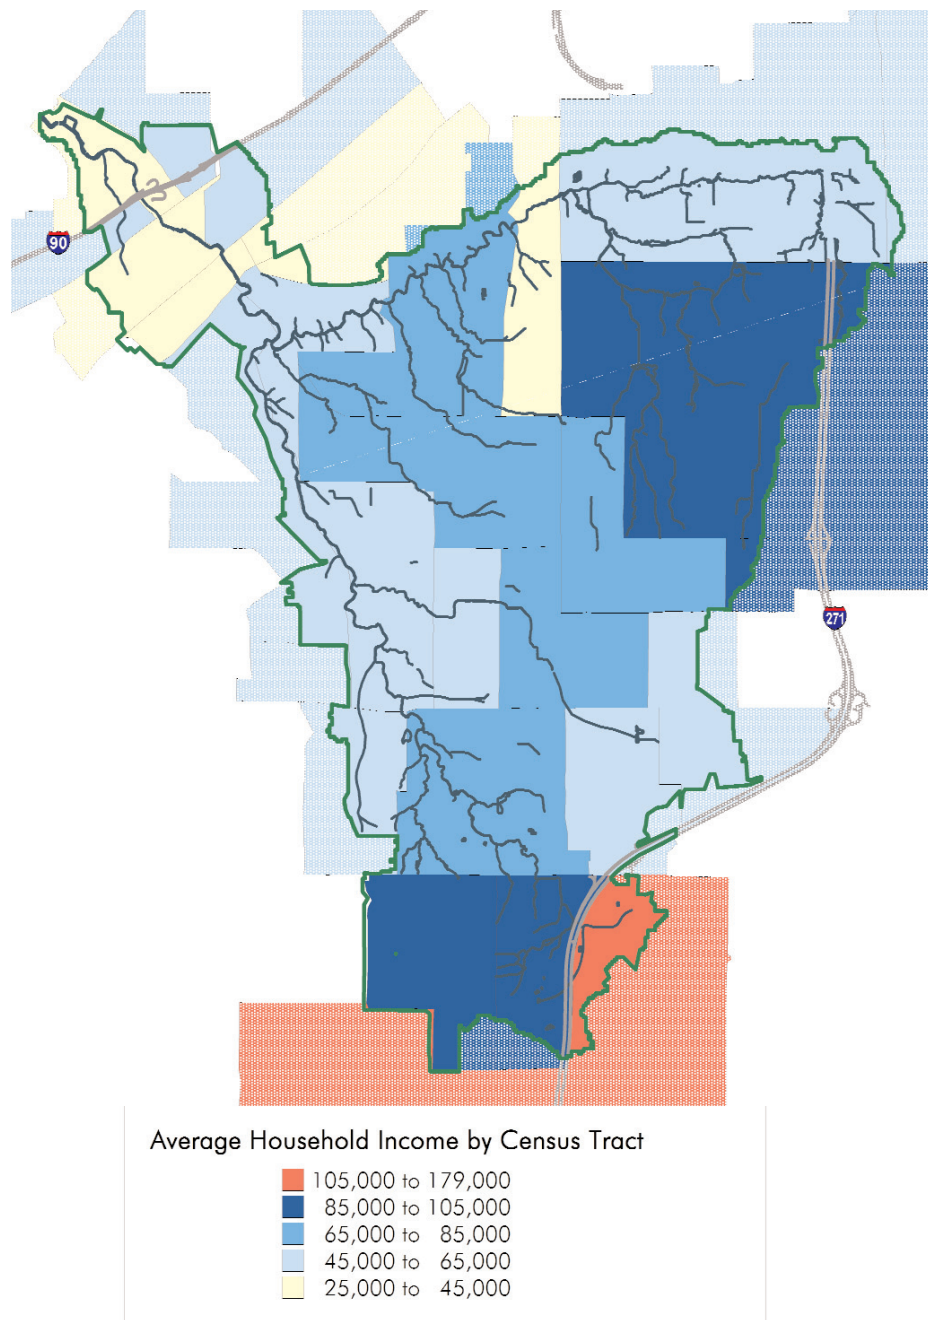 90
271
Average Household Income by Census Tract
105,000 to 179,000
85,000 to 105,000
65,000 to 85,000
45,000 to 65,000
25,000 to 45,000